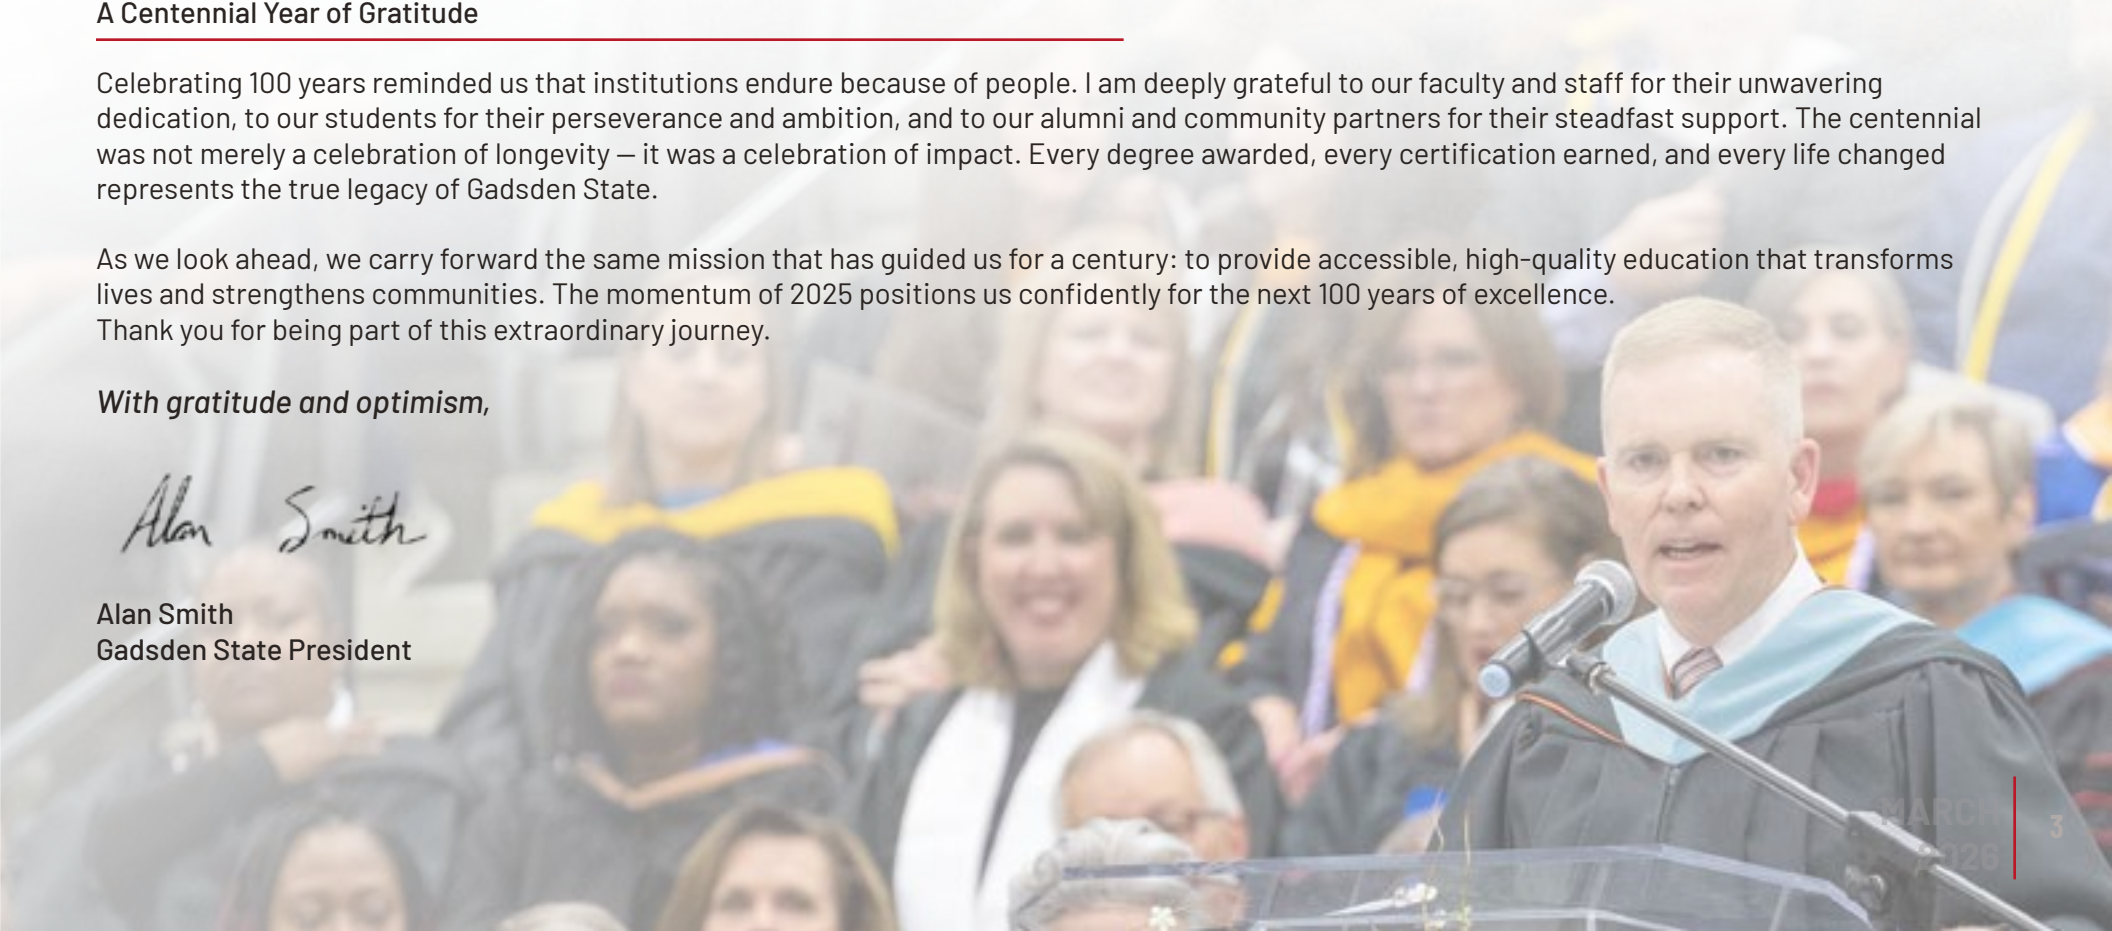 A Centennial Year of Gratitude
Celebrating 100 years reminded us that institutions endure because of people. I am deeply grateful to our faculty and staff for their unwavering
dedication, to our students for their perseverance and ambition, and to our alumni and community partners for their steadfast support. The centennial
was not merely a celebration of longevity – it was a celebration of impact. Every degree awarded, every certification earned, and every life changed
represents the true legacy of Gadsden State.
As we look ahead, we carry forward the same mission that has guided us for a century: to provide accessible, high-quality education that transforms
lives and strengthens communities. The momentum of 2025 positions us confidently for the next 100 years of excellence.
Thank you for being part of this extraordinary journey.
With gratitude and optimism,
Alan Smith
Alan Smith
Gadsden State President
MARCH
2026
3